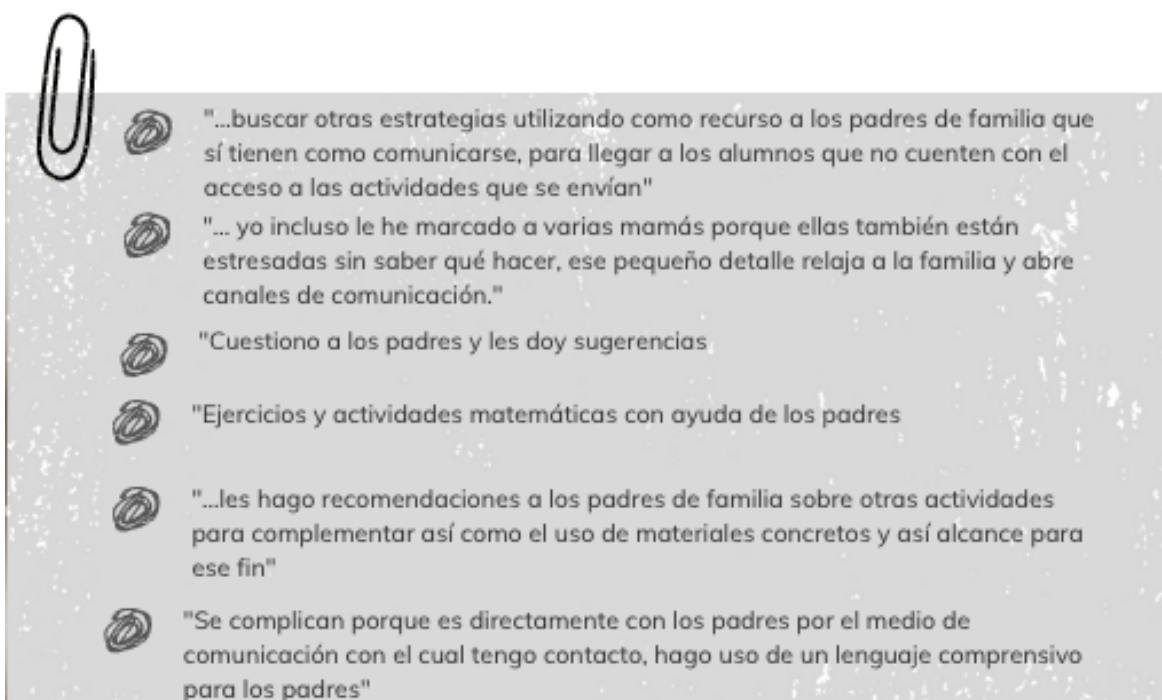 "...buscar otras estrategias utilizando como recurso a los padres de familia que
sí tienen como comunicarse, para llegar a los alumnos que no cuenten con el
acceso a las actividades que se envían"
"... yo incluso le he marcado a varias mamás porque ellas también están
estresadas sin saber qué hacer, ese pequeño detalle relaja a la familia y abre
canales de comunicación."
"Cuestiono a los padres y les doy sugerencias
"Ejercicios y actividades matemáticas con ayuda de los padres
"...les hago recomendaciones a los padres de familia sobre otras actividades
para complementar así como el uso de materiales concretos y así alcance para
ese fin"
"Se complican porque es directamente con los padres por el medio de
comunicación con el cual tengo contacto, hago uso de un lenguaje comprensivo
para los padres"